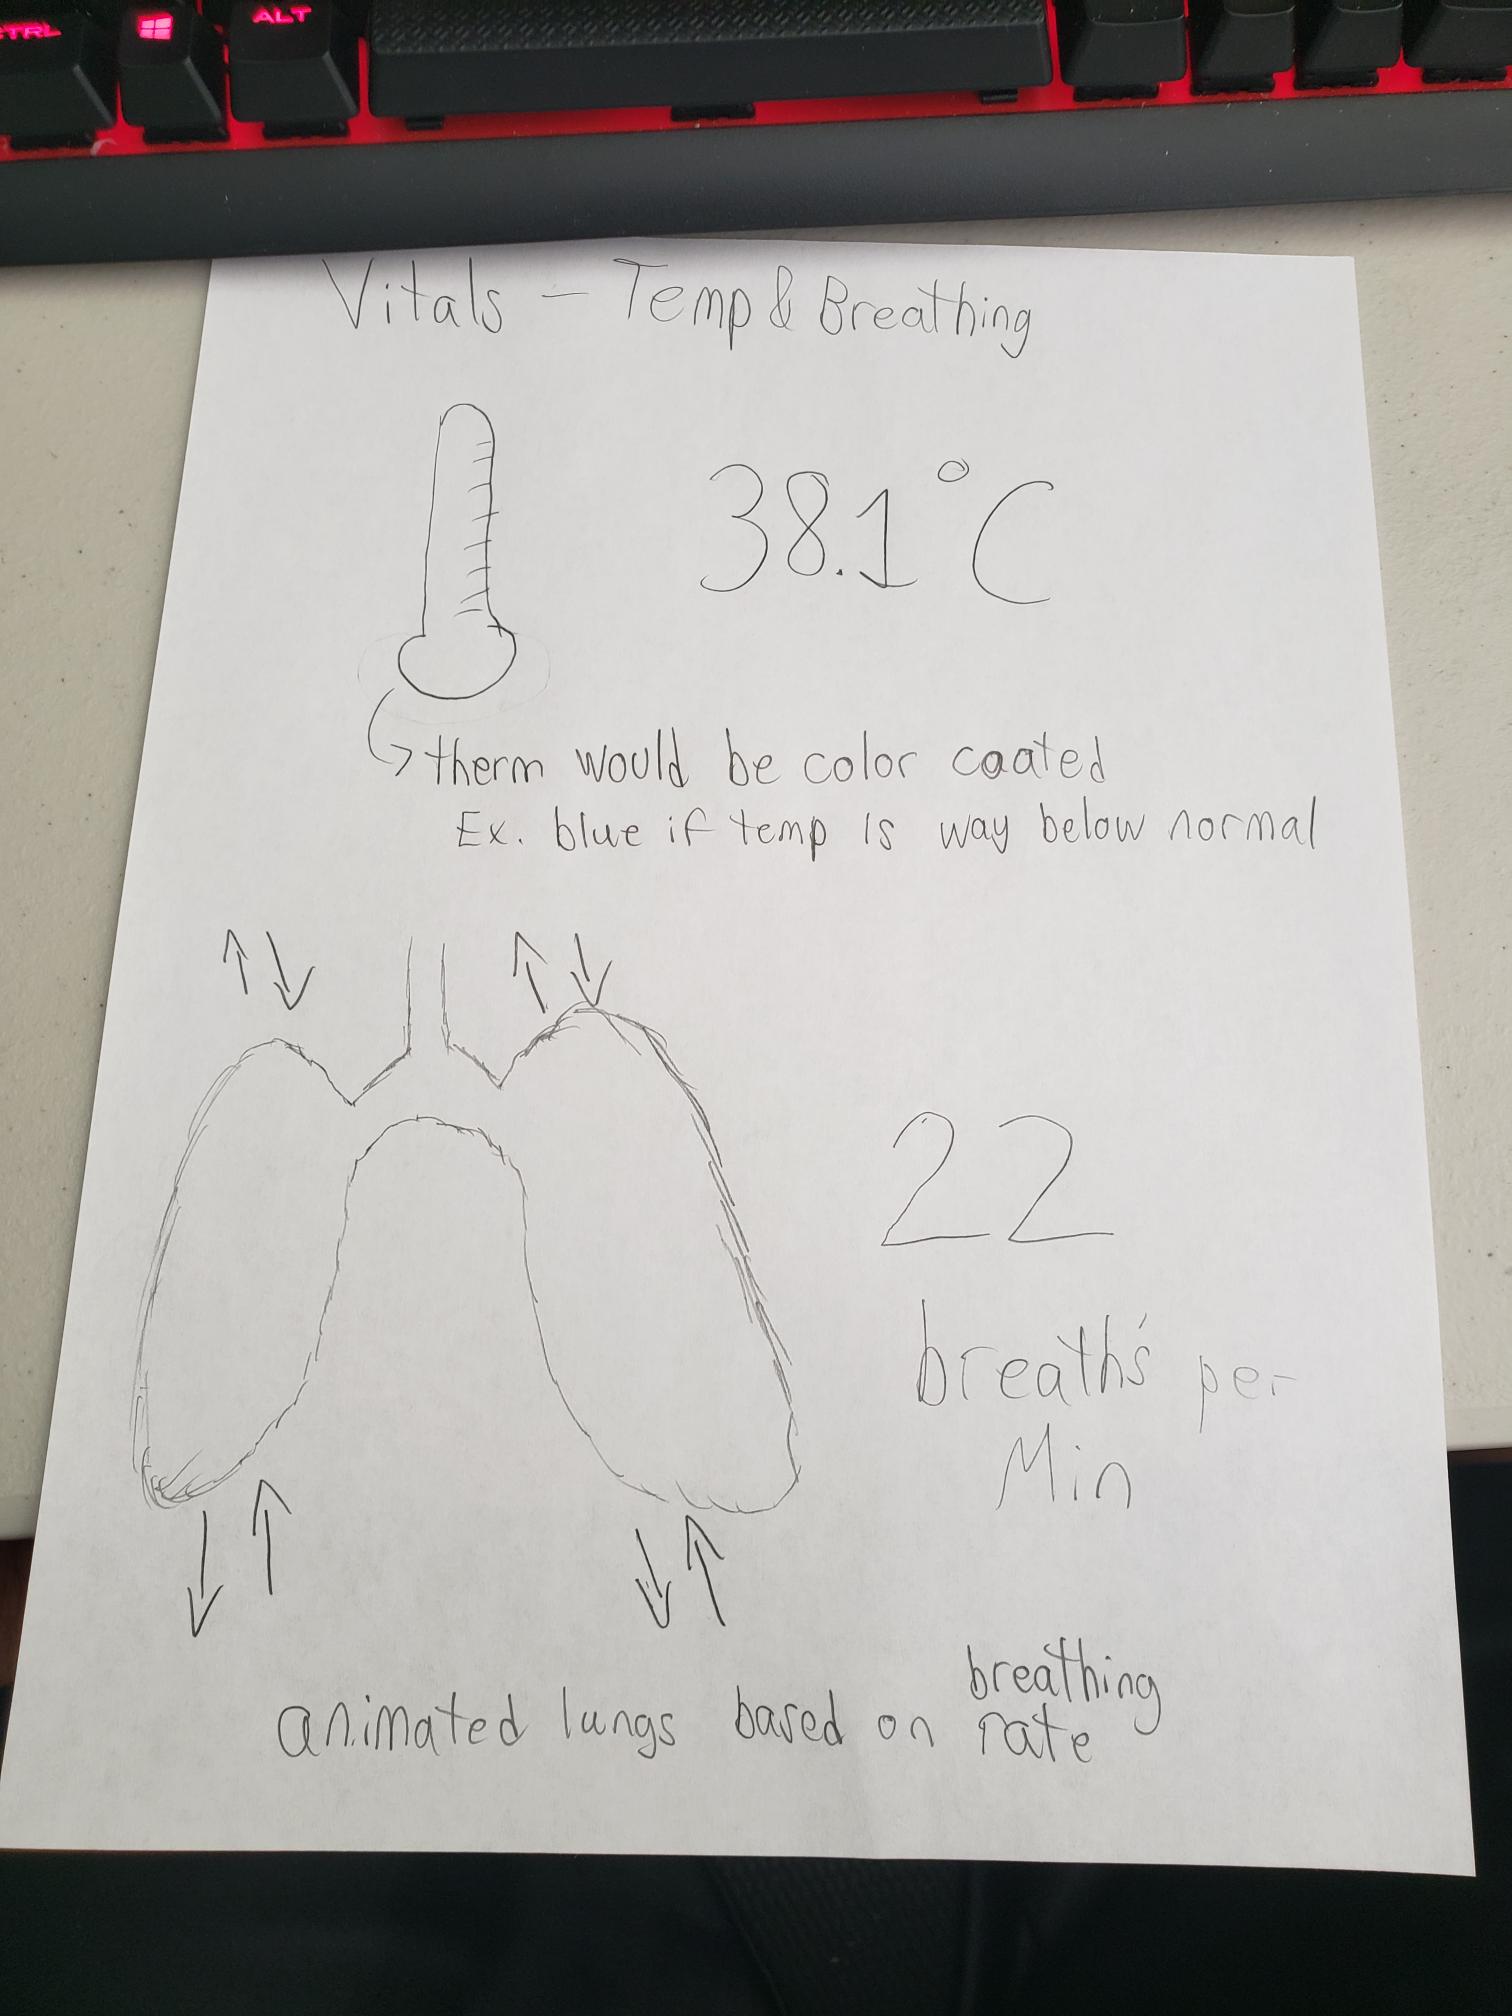 CTRL
ALT
Vitals - Temp & Breathing
38.1°C
therm would be color coated
Ex. blue if temp is way below normal
22
breath's per
Min
animated lungs based on breathing
rate